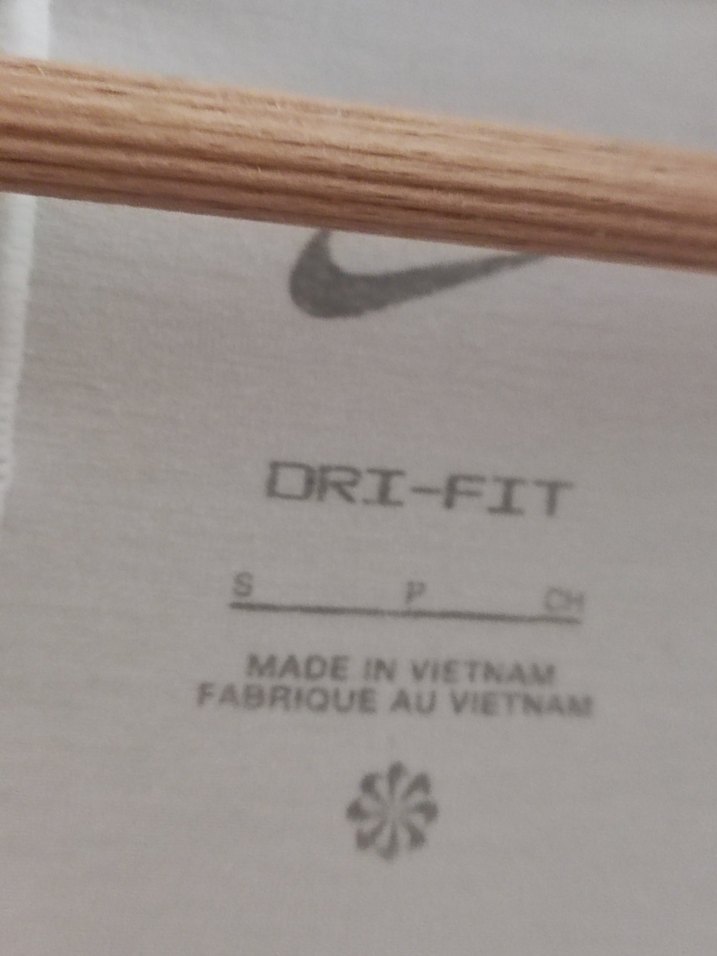 DRI-FIT
S P CH
MADE IN VIETNAM
FABRIQUE AU VIETNAM